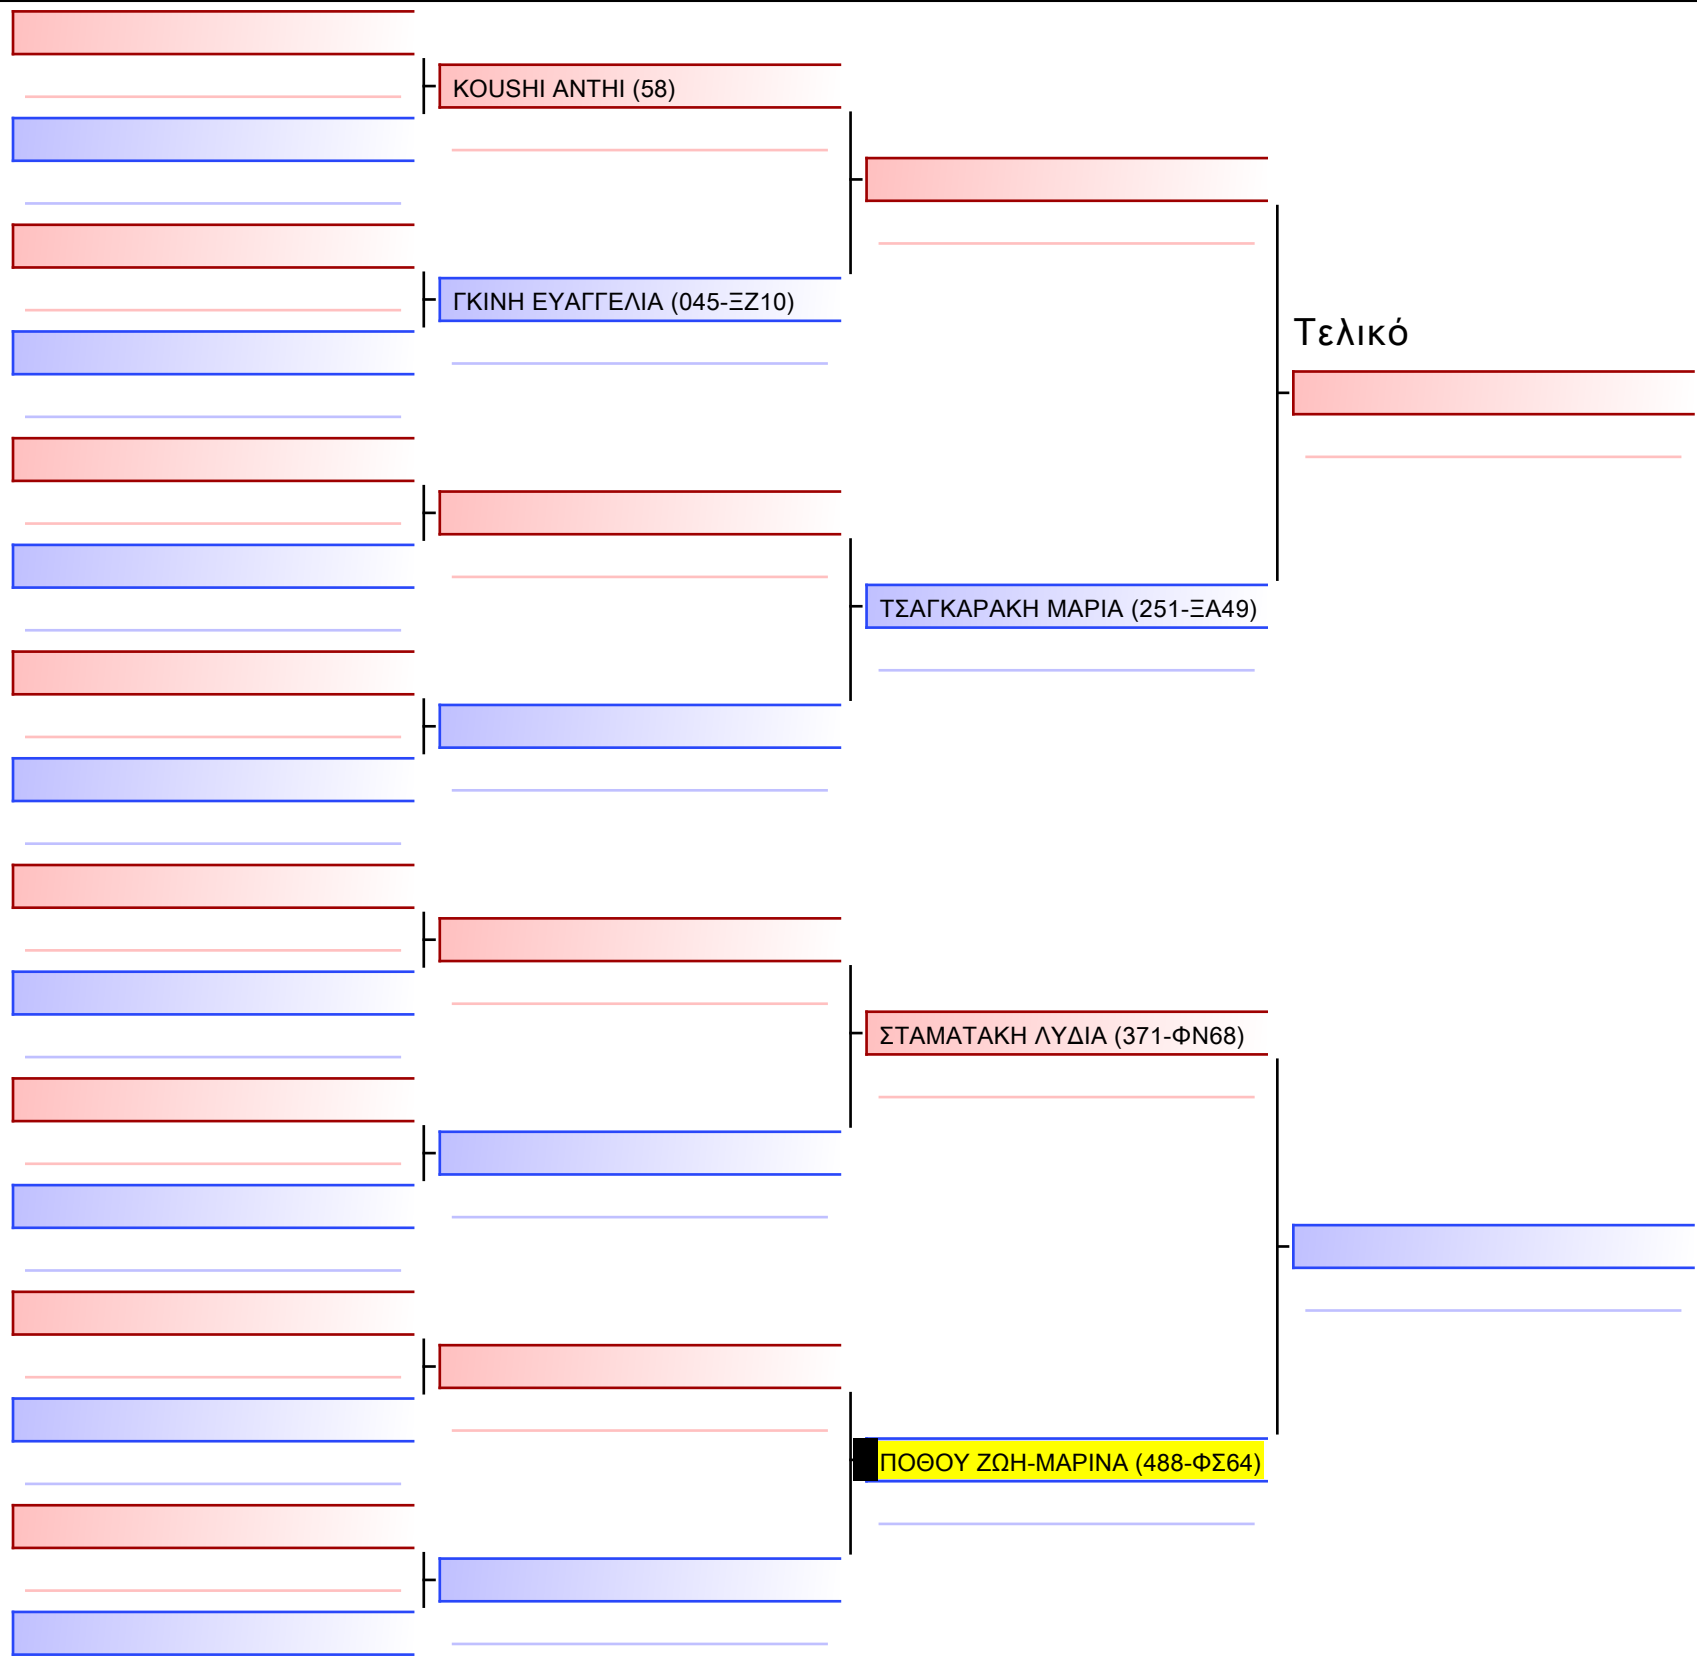 KOUSHI ANTHI (58)
ΓΚΙΝΗ ΕΥΑΓΓΕΛΙΑ (045-ΞΖ10)
Τελικό
ΤΣΑΓΚΑΡΑΚΗ ΜΑΡΙΑ (251-ΞΑ49)
ΣΤΑΜΑΤΑΚΗ ΛΥΔΙΑ (371-ΦΝ68)
ΠΟΘΟΥ ΖΩΗ-ΜΑΡΙΝΑ (488-ΦΣ64)